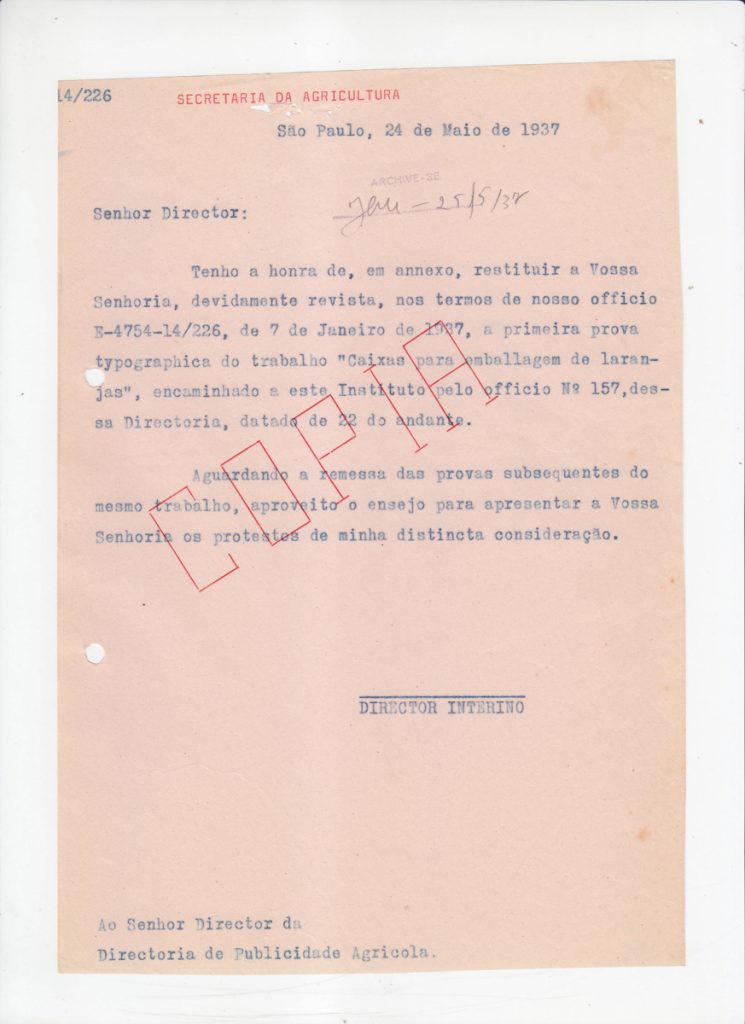 14/226
SECRETARIA DA AGRICULTURA
São Paulo, 24 de Maio de 1937
ARCHIVE-SE
25/5/37
Senhor Director:
Tenho a honra de, em annexo, restituir a Vossa
Senhoria, devidamente revista, nos termos de nosso officio
E-4754-14/226, de 7 de Janeiro de 1937, a primeira prova
typographica do trabalho "Caixas para emballagem de laran-
jas", encaminhado a este Instituto pelo officio Nº 157,des-
sa Directoria, datado de 22 do andante.
COPIA
Aguardando a remessa das provas subsequentes do
mesmo trabalho, aproveito o ensejo para apresentar a Vossa
Senhoria os protestos de minha distincta consideração.
DIRECTOR INTERINO
Ao Senhor Director da
Directoria de Publicidade Agricola.